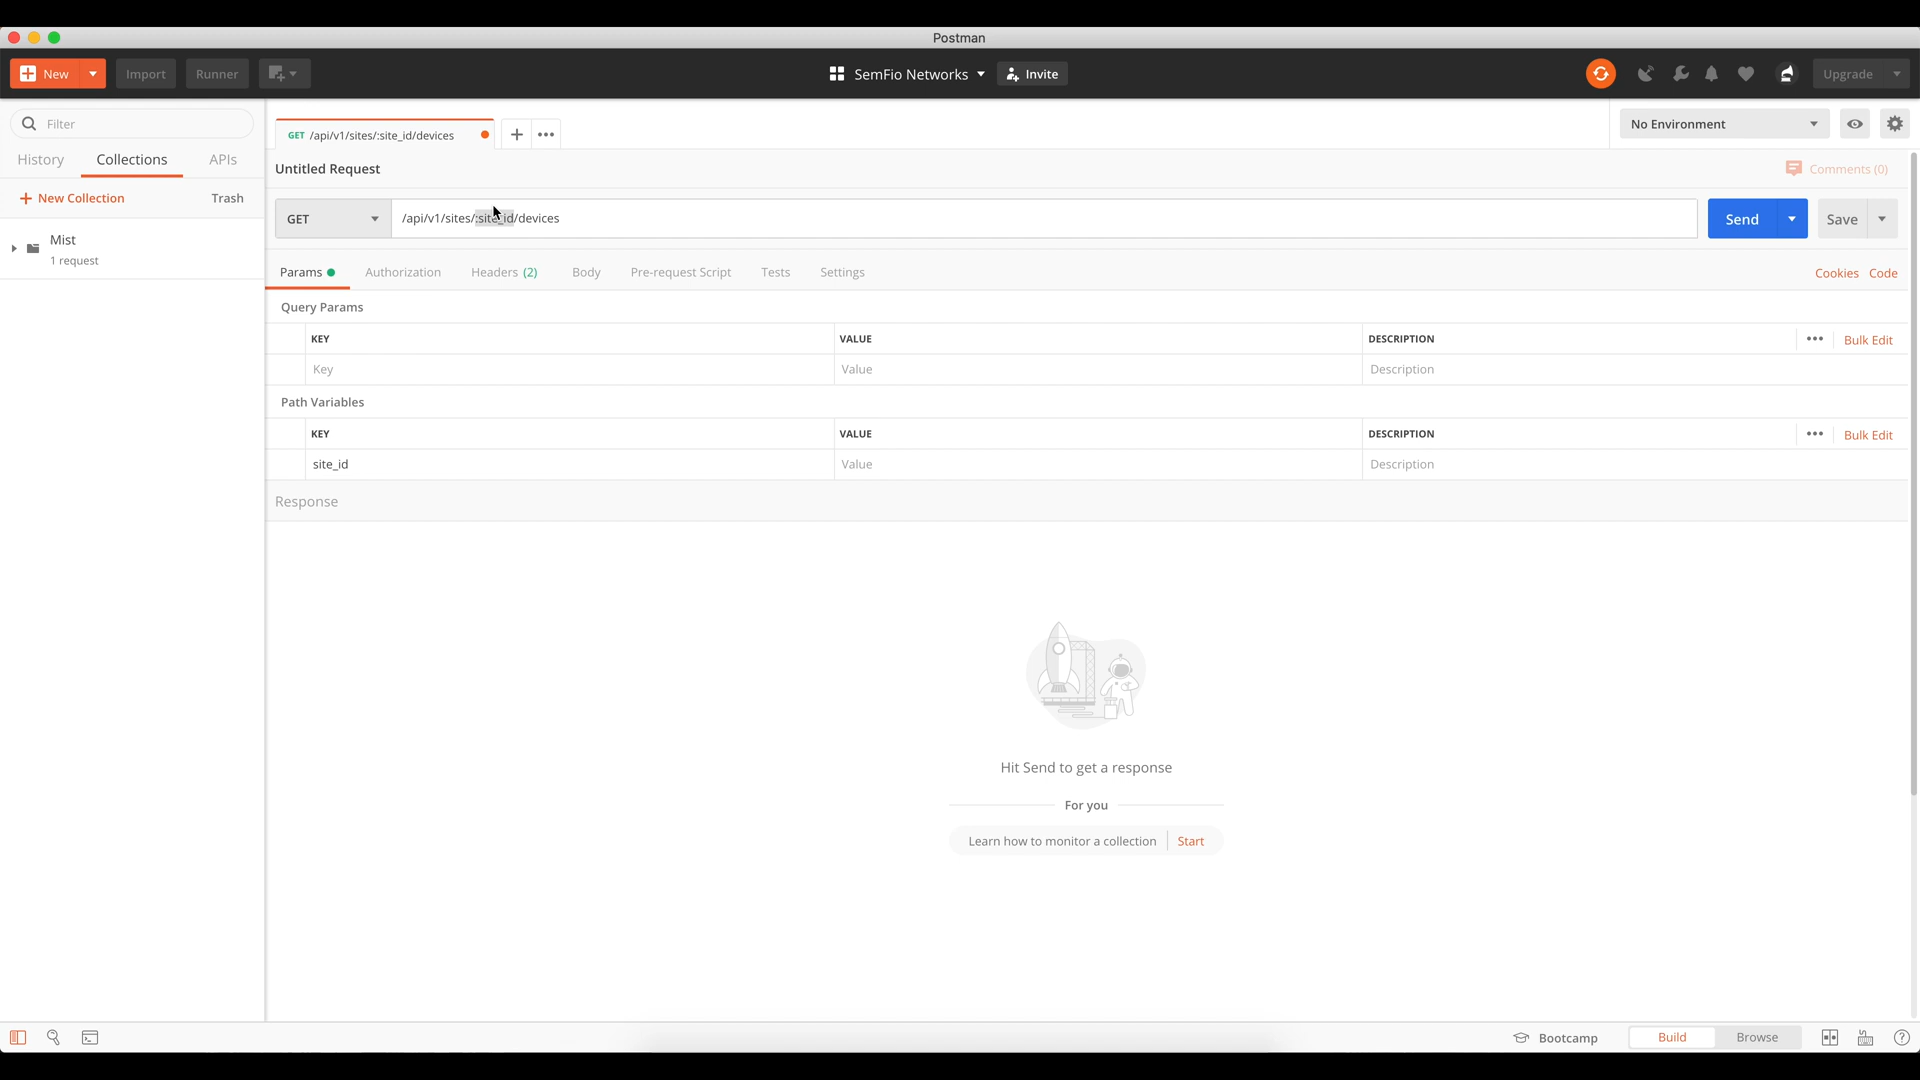 Postman
New
Import
Runner
SemFio Networks
Invite
Upgrade
Filter
History
Collections
APIs
New Collection
Trash
Mist
1 request
GET /api/v1/sites/:site_id/devices
No Environment
Untitled Request
Comments (0)
GET
/api/v1/sites/:site_id/devices
Send
Save
Params
Authorization
Headers (2)
Body
Pre-request Script
Tests
Settings
Cookies
Code
Query Params
KEY
VALUE
DESCRIPTION
Bulk Edit
Key
Value
Description
Path Variables
KEY
VALUE
DESCRIPTION
Bulk Edit
site_id
Value
Description
Response
Hit Send to get a response
For you
Learn how to monitor a collection
Start
Bootcamp
Build
Browse